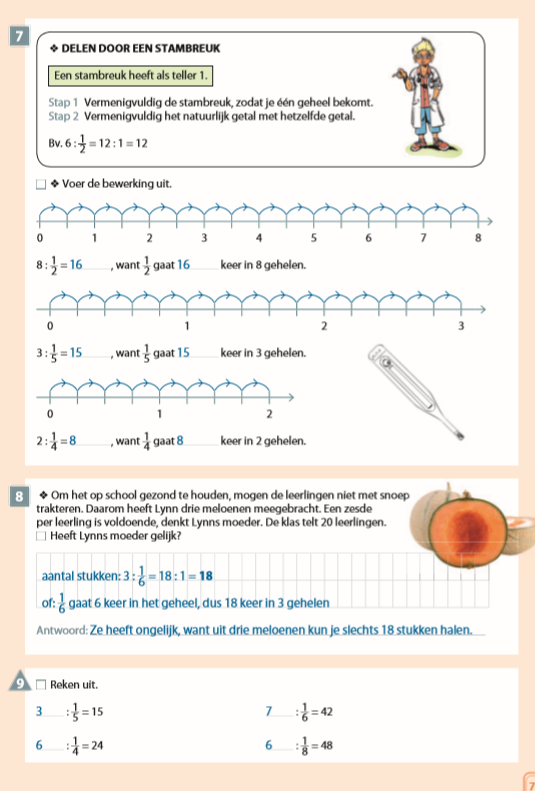 7
❖ DELEN DOOR EEN STAMBREUK
Een stambreuk heeft als teller 1.
Stap 1 Vermenigvuldig de stambreuk, zodat je één geheel bekomt.
Stap 2 Vermenigvuldig het natuurlijk getal met hetzelfde getal.
Bv. 6 : 1/2 = 12 : 1 = 12
❖ Voer de bewerking uit.
0 1 2 3 4 5 6 7 8
8 : 1/2 = 16 , want 1/2 gaat 16 keer in 8 gehelen.
0 1 2 3
3 : 1/5 = 15 , want 1/5 gaat 15 keer in 3 gehelen.
0 1 2
2 : 1/4 = 8 , want 1/4 gaat 8 keer in 2 gehelen.
8
❖ Om het op school gezond te houden, mogen de leerlingen niet met snoep
trakteren. Daarom heeft Lynn drie meloenen meegebracht. Een zesde
per leerling is voldoende, denkt Lynns moeder. De klas telt 20 leerlingen.
Heeft Lynns moeder gelijk?
aantal stukken: 3 : 1/6 = 18 : 1 = 18
of: 1/6 gaat 6 keer in het geheel, dus 18 keer in 3 gehelen
Antwoord: Ze heeft ongelijk, want uit drie meloenen kun je slechts 18 stukken halen.
9
Reken uit.
3 : 1/5 = 15 7 : 1/6 = 42
6 : 1/4 = 24 6 : 1/8 = 48
7